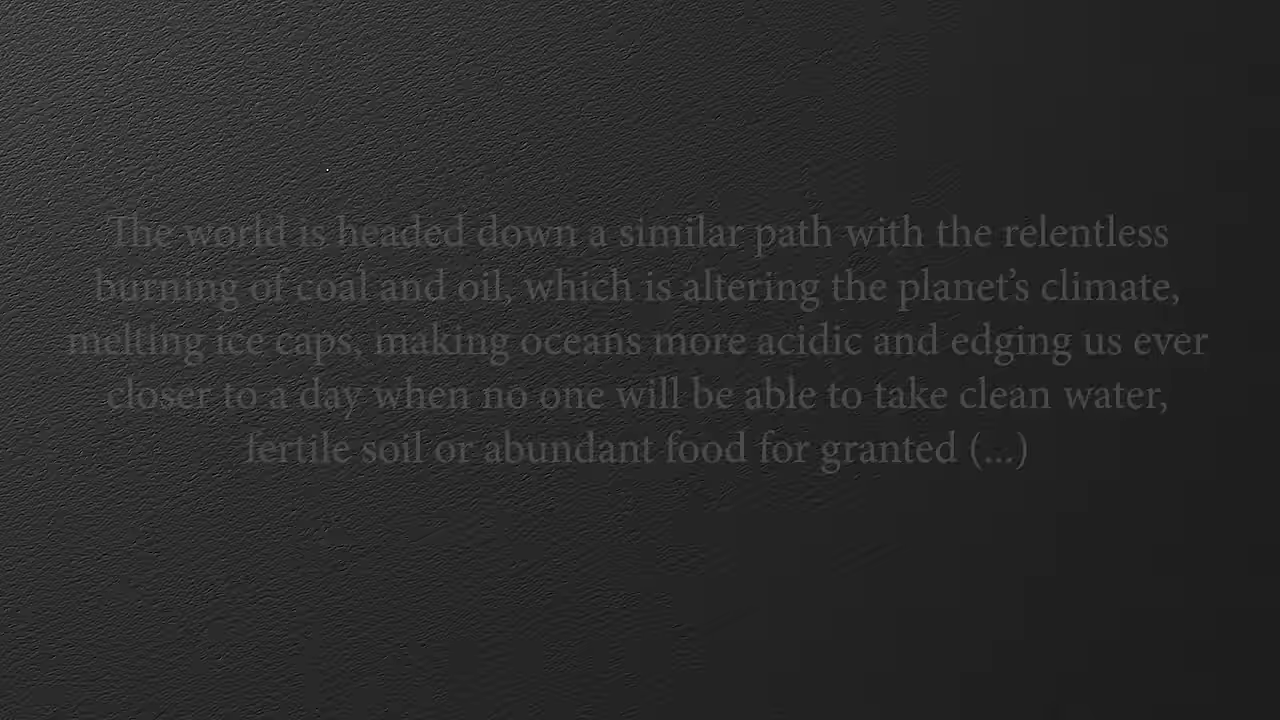 The world is headed down a similar path with the relentless
burning of coal and oil, which is altering the planet’s climate,
melting ice caps, making oceans more acidic and edging us ever
closer to a day when no one will be able to take clean water,
fertile soil or abundant food for granted (...)